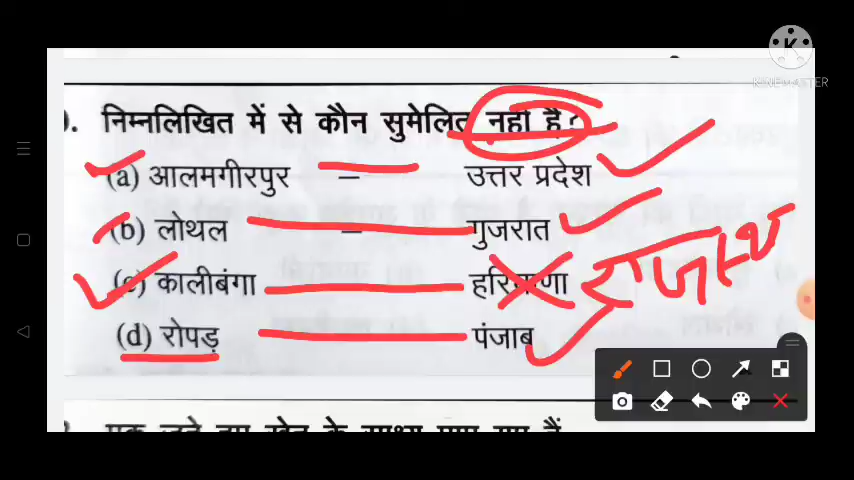 KINEMASTER
निम्नलिखित में से कौन सुमेलित नहीं है?
(a) आलमगीरपुर – उत्तर प्रदेश
(b) लोथल – गुजरात
(c) कालीबंगा हरियाणा राजस्थ
(d) रोपड़ पंजाब